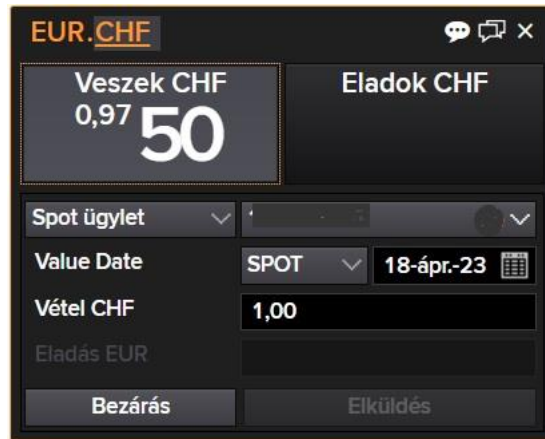 EUR.CHF
Veszek CHF
0,97 50
Eladok CHF
Spot ügylet
Value Date
SPOT
18-ápr.-23
Vétel CHF
1,00
Eladás EUR
Bezárás
Elküldés